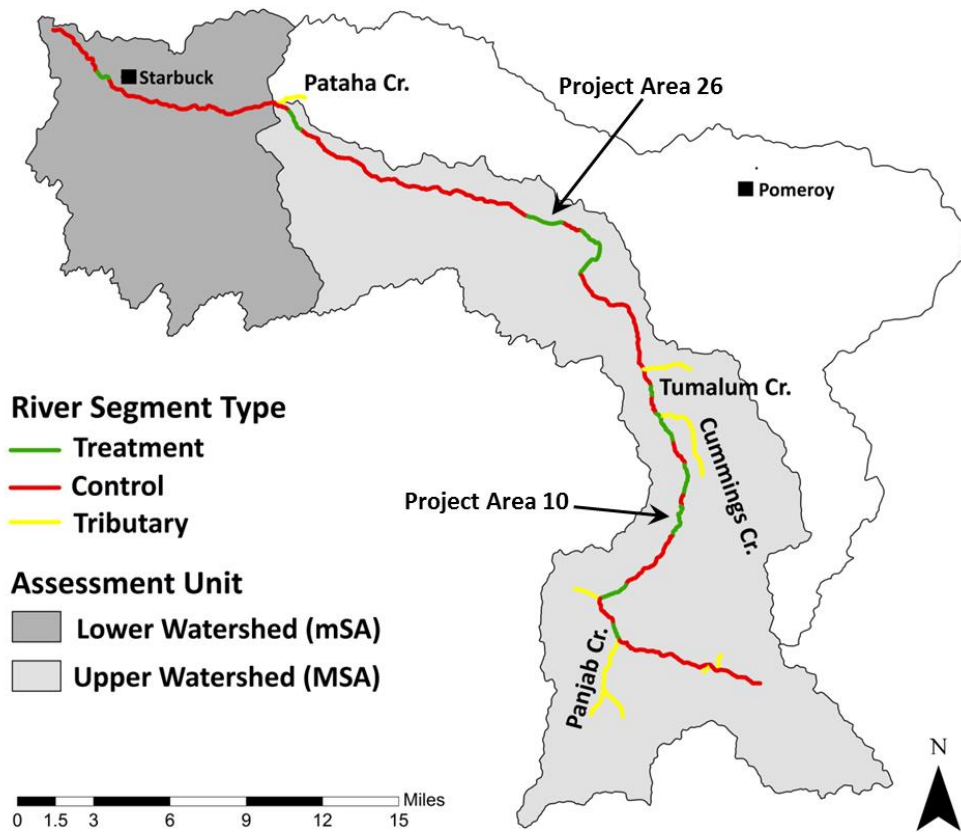 Starbuck
Pataha Cr.
Project Area 26
Pomeroy
Tumalum Cr.
Cummings Cr.
Project Area 10
Panjab Cr.
River Segment Type
Treatment
Control
Tributary
Assessment Unit
Lower Watershed (mSA)
Upper Watershed (MSA)
Miles
0 1.5 3 6 9 12 15
N